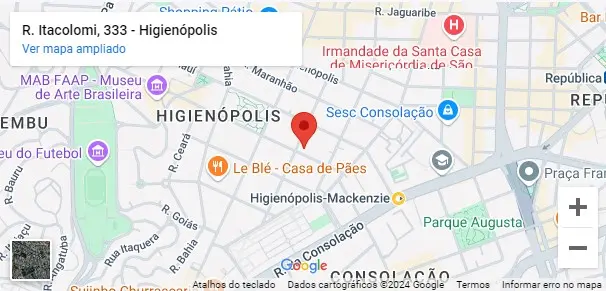 Shopping Pátio
R. Jaguaribe
R. Itacolomi, 333 - Higienópolis
Ver mapa ampliado
Higienópolis
Irmandade da Santa Casa
de Misericórdia de São
R. Maranhão
Bahia
República
MAB FAAP - Museu
de Arte Brasileira
Sesc Consolação
REP
HIGIENÓPOLIS
EMBU
R. Ceará
u do Futebol
Le Blé - Casa de Pães
Praça Fran
R. Bauru
Higienópolis-Mackenzie
R. Goiás
Parque Augusta
R. Bahia
Rua Itaquera
R. da Consolação
Google
CONSOLAÇÃO
Sujinho Churrascar
Atalhos do teclado
Dados cartográficos ©2024 Google
Termos
Informar erro no mapa